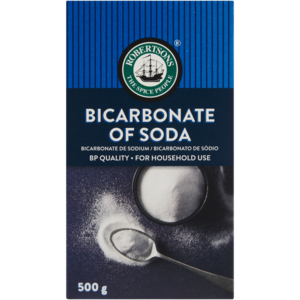 ROBERTSONS
®
THE SPICE PEOPLE
BICARBONATE
OF SODA
BICARBONATE DE SODIUM / BICARBONATO DE SÓDIO
BP QUALITY • FOR HOUSEHOLD USE
500 g